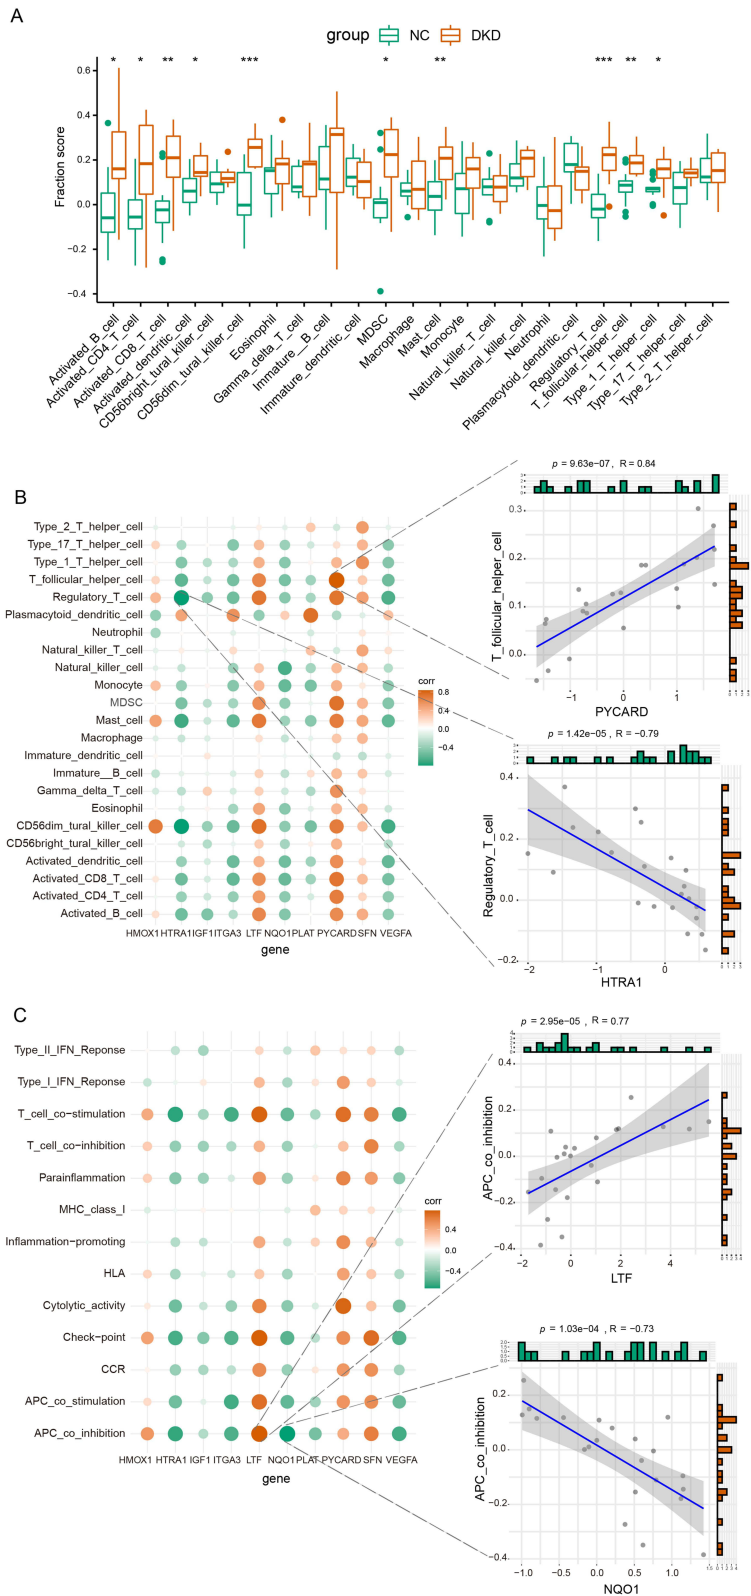 A
group NC DKD
* * ** * *** * ** *** ** *
Fraction score
0.6
0.4
0.2
0.0
−0.2
−0.4
Activated_B_cell
Activated_CD4_T_cell
Activated_CD8_T_cell
Activated_dendritic_cell
CD56bright_tural_killer_cell
CD56dim_tural_killer_cell
Eosinophil
Gamma_delta_T_cell
Immature__B_cell
Immature_dendritic_cell
MDSC
Macrophage
Mast_cell
Monocyte
Natural_killer_T_cell
Natural_killer_cell
Neutrophil
Plasmacytoid_dendritic_cell
Regulatory_T_cell
T_follicular_helper_cell
Type_1_T_helper_cell
Type_17_T_helper_cell
Type_2_T_helper_cell
B
Type_2_T_helper_cell
Type_17_T_helper_cell
Type_1_T_helper_cell
T_follicular_helper_cell
Regulatory_T_cell
Plasmacytoid_dendritic_cell
Neutrophil
Natural_killer_T_cell
Natural_killer_cell
Monocyte
MDSC
Mast_cell
Macrophage
Immature_dendritic_cell
Immature__B_cell
Gamma_delta_T_cell
Eosinophil
CD56dim_tural_killer_cell
CD56bright_tural_killer_cell
Activated_dendritic_cell
Activated_CD8_T_cell
Activated_CD4_T_cell
Activated_B_cell
HMOX1 HTRA1 IGF1 ITGA3 LTF NQO1 PLAT PYCARD SFN VEGFA
gene
corr
0.8
0.4
0.0
−0.4
p = 9.63e−07 , R = 0.84
T_follicular_helper_cell
0.3
0.2
0.1
0.0
−1 0 1
PYCARD
p = 1.42e−05 , R = −0.79
Regulatory_T_cell
0.4
0.2
0.0
−0.2
−2 −1 0
HTRA1
C
Type_II_IFN_Reponse
Type_I_IFN_Reponse
T_cell_co−stimulation
T_cell_co−inhibition
Parainflammation
MHC_class_I
Inflammation−promoting
HLA
Cytolytic_activity
Check−point
CCR
APC_co_stimulation
APC_co_inhibition
HMOX1 HTRA1 IGF1 ITGA3 LTF NQO1 PLAT PYCARD SFN VEGFA
gene
corr
0.4
0.0
−0.4
p = 2.95e−05 , R = 0.77
APC_co_inhibition
0.4
0.2
0.0
−0.2
−0.4
−2 0 2 4
LTF
p = 1.03e−04 , R = −0.73
APC_co_inhibition
0.2
0.0
−0.2
−0.4
−1.0 −0.5 0.0 0.5 1.0
NQO1